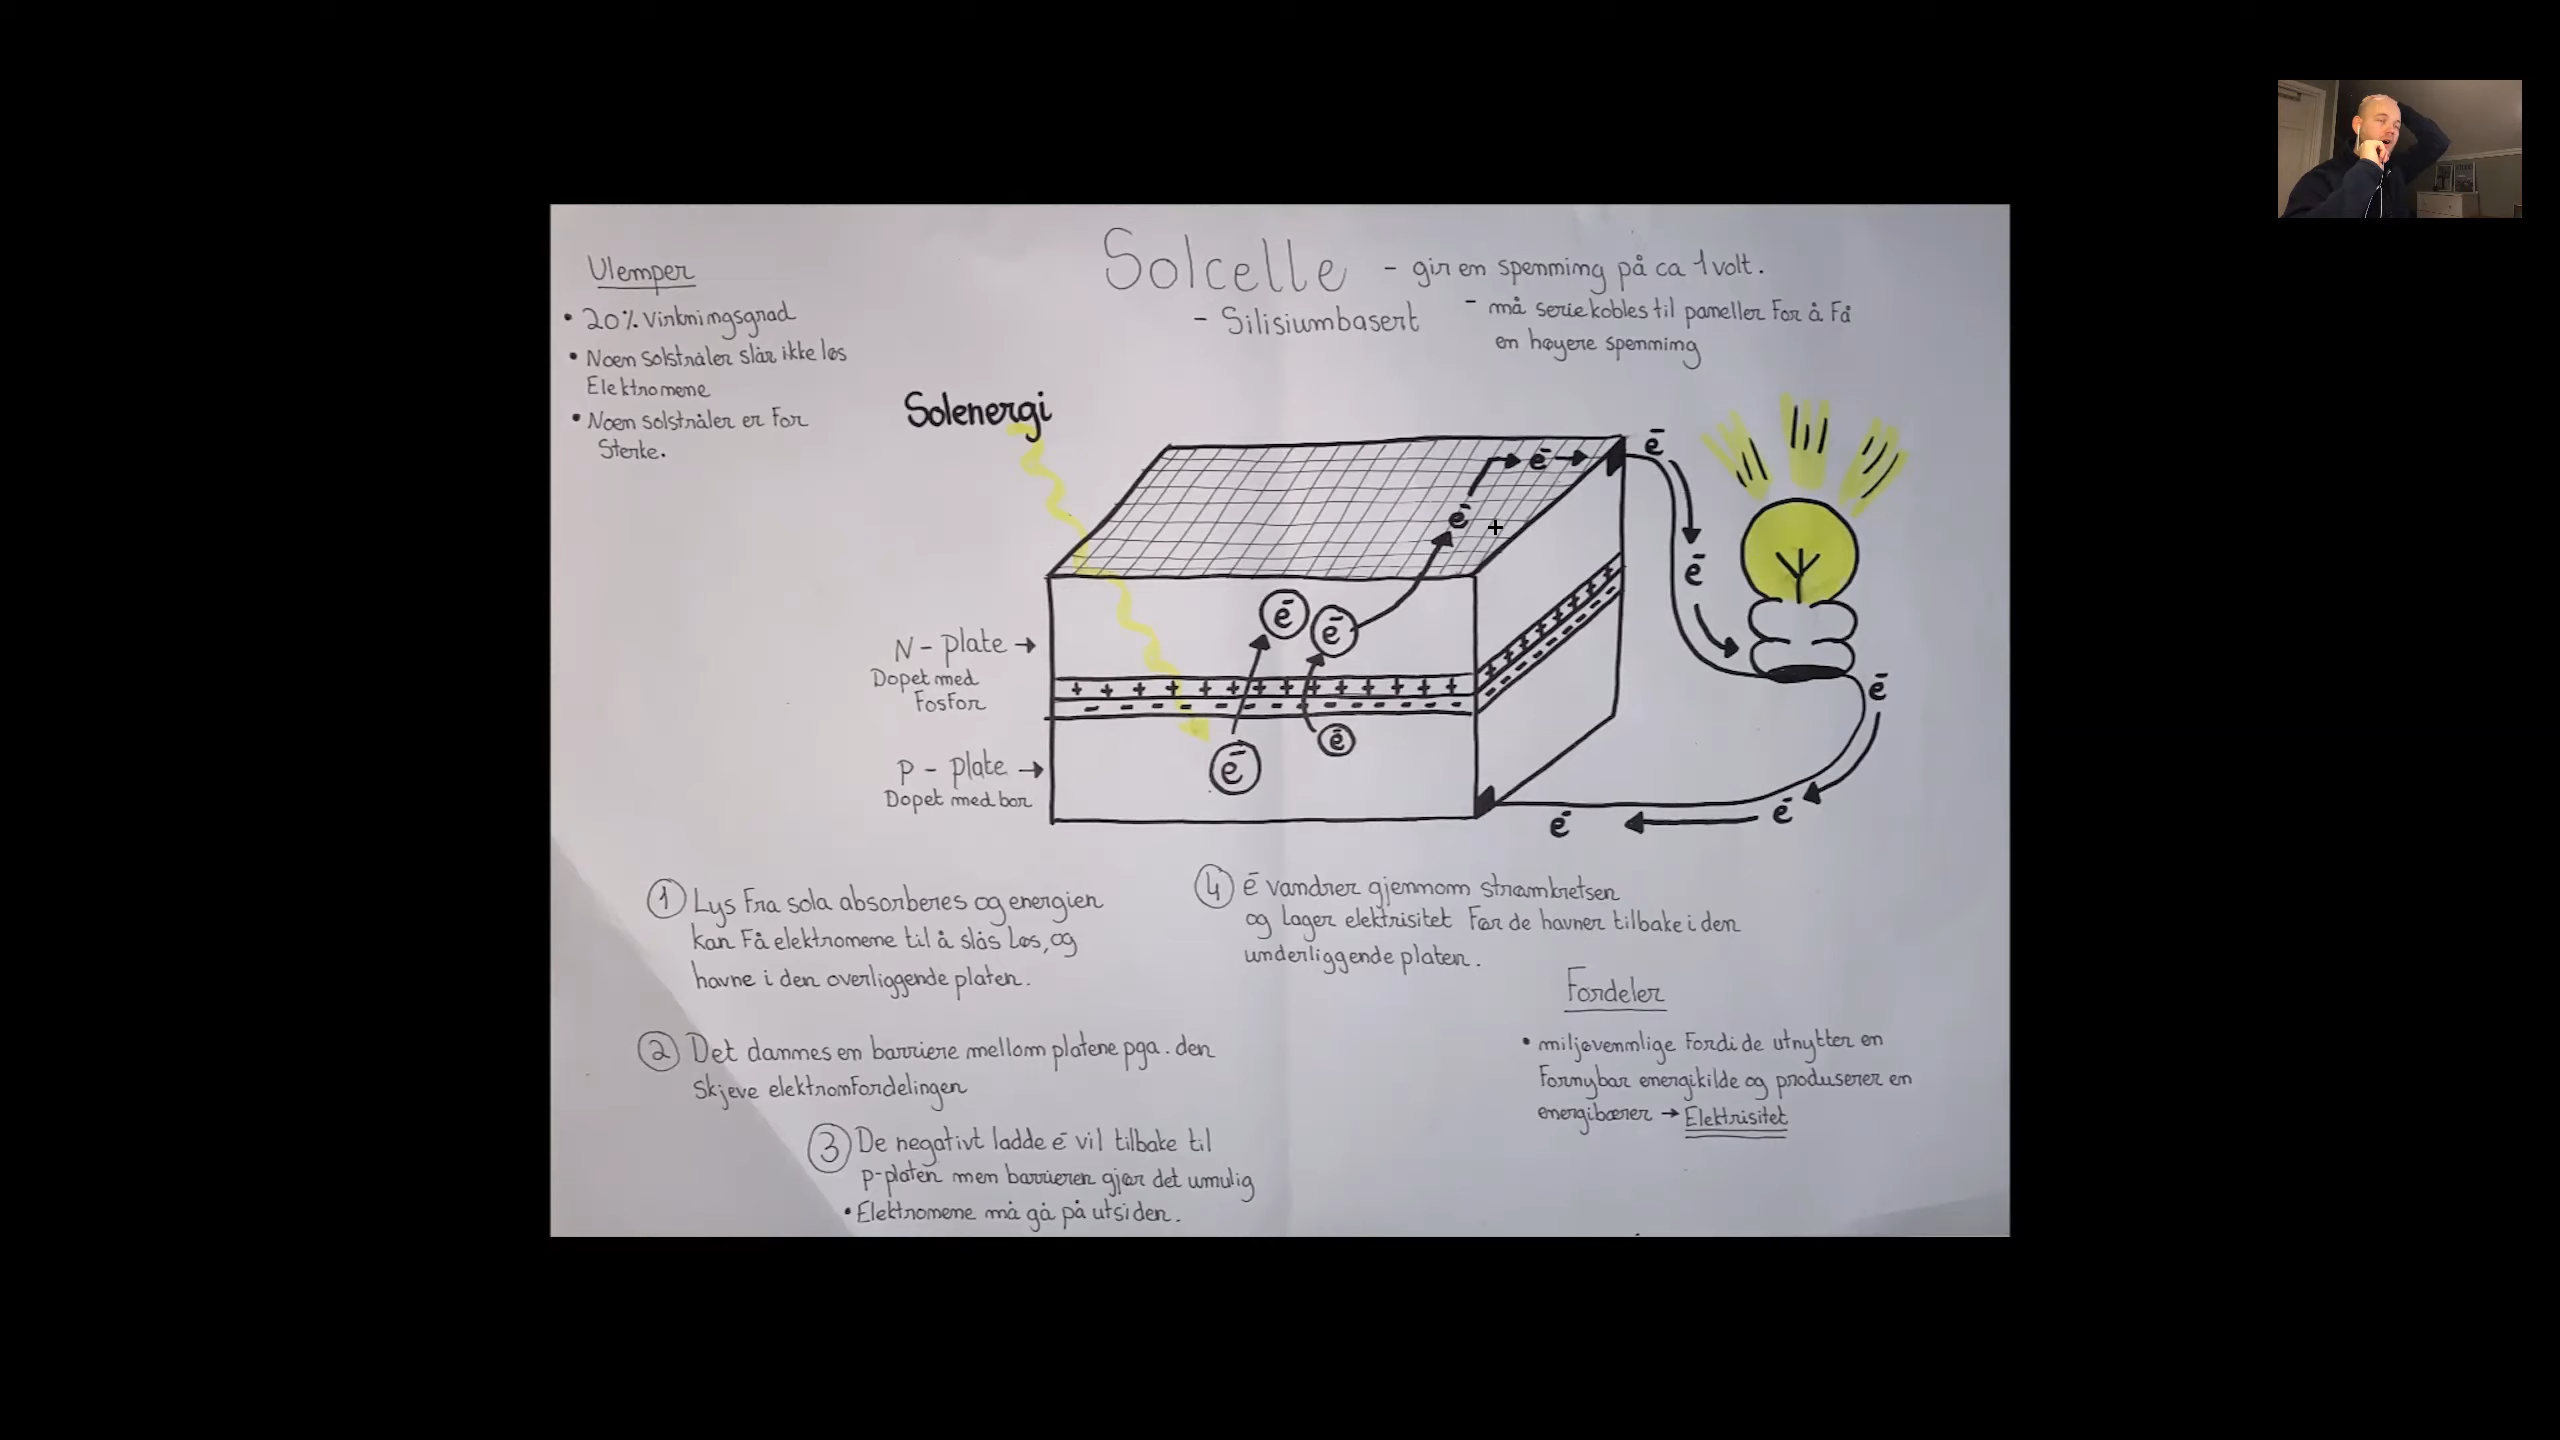 Solcelle - gir en spenning på ca 1 volt.
- Silisiumbasert
- må seriekobles til paneller For å Få
en høyere spenning
Ulemper
• 20% Virkningsgrad
• Noen Solstråler slår ikke løs
Elektronene
• Noen solstråler er For
Sterke.
Solenergi
N - plate →
Dopet med
Fosfor
P - plate →
Dopet med bor
+ + + + + + + + + + + + + +
- - - - - - - - - - - - -
e⁻ e⁻ e⁻ e⁻
e⁻ e⁻ e⁻ e⁻
e⁻ e⁻ e⁻
① Lys Fra sola absorberes og energien
kan Få elektronene til å slås løs, og
havne i den overliggende platen.
② Det dannes en barriere mellom platene pga. den
Skjeve elektronfordelingen
③ De negativt ladde e⁻ vil tilbake til
p-platen men barrieren gjør det umulig
• Elektronene må gå på utsiden.
④ e⁻ vandrer gjennom strømkretsen
og lager elektrisitet Før de havner tilbake i den
underliggende platen.
Fordeler
• miljøvennlige Fordi de utnytter en
Fornybar energikilde og produserer en
energibærer → Elektrisitet